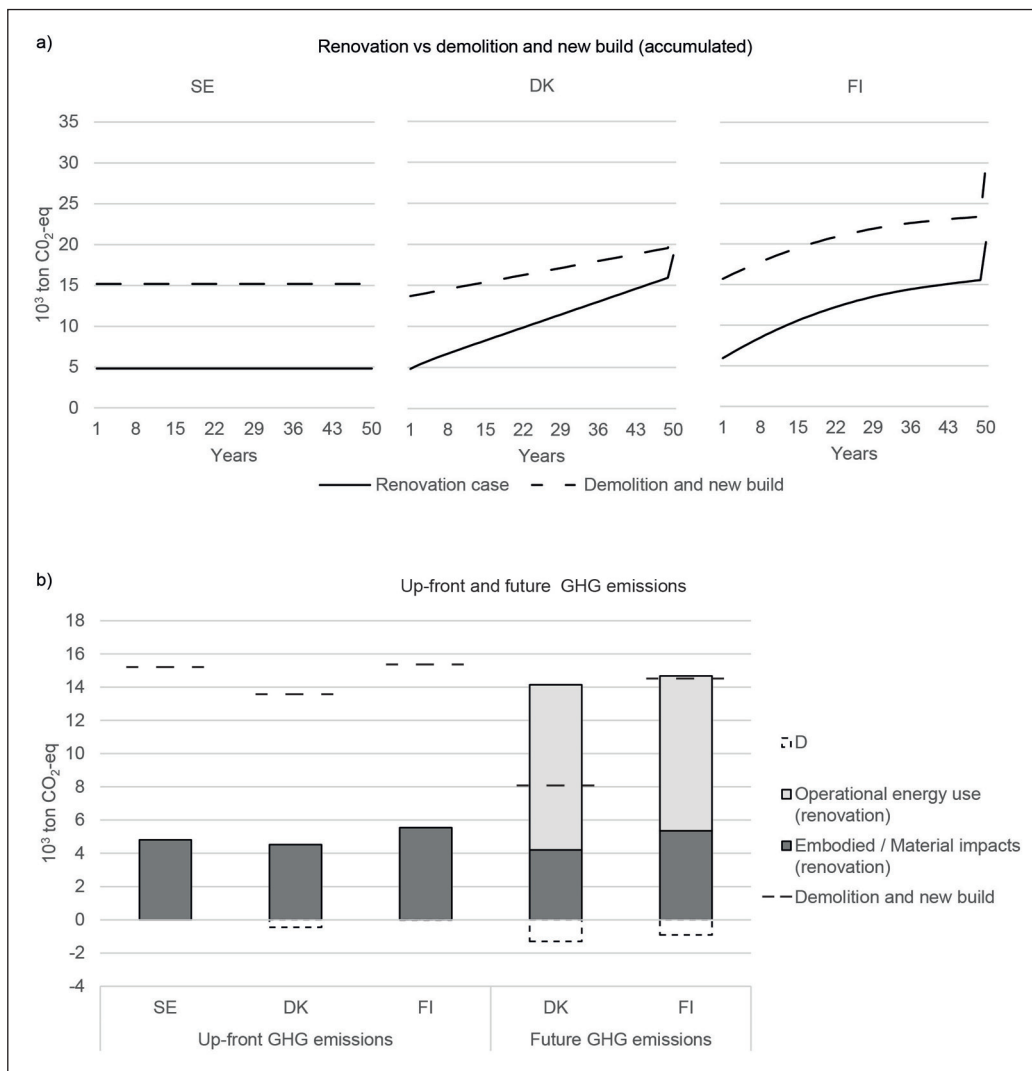 a)
Renovation vs demolition and new build (accumulated)
SE DK FI
10³ ton C0₂-eq
35
30
25
20
15
10
5
0
1 8 15 22 29 36 43 50 1 8 15 22 29 36 43 50 1 8 15 22 29 36 43 50
Years Years Years
Renovation case Demolition and new build
b)
Up-front and future GHG emissions
10³ ton CO₂-eq
18
16
14
12
10
8
6
4
2
0
-2
-4
D
Operational energy use
(renovation)
Embodied / Material impacts
(renovation)
Demolition and new build
SE DK FI DK FI
Up-front GHG emissions Future GHG emissions